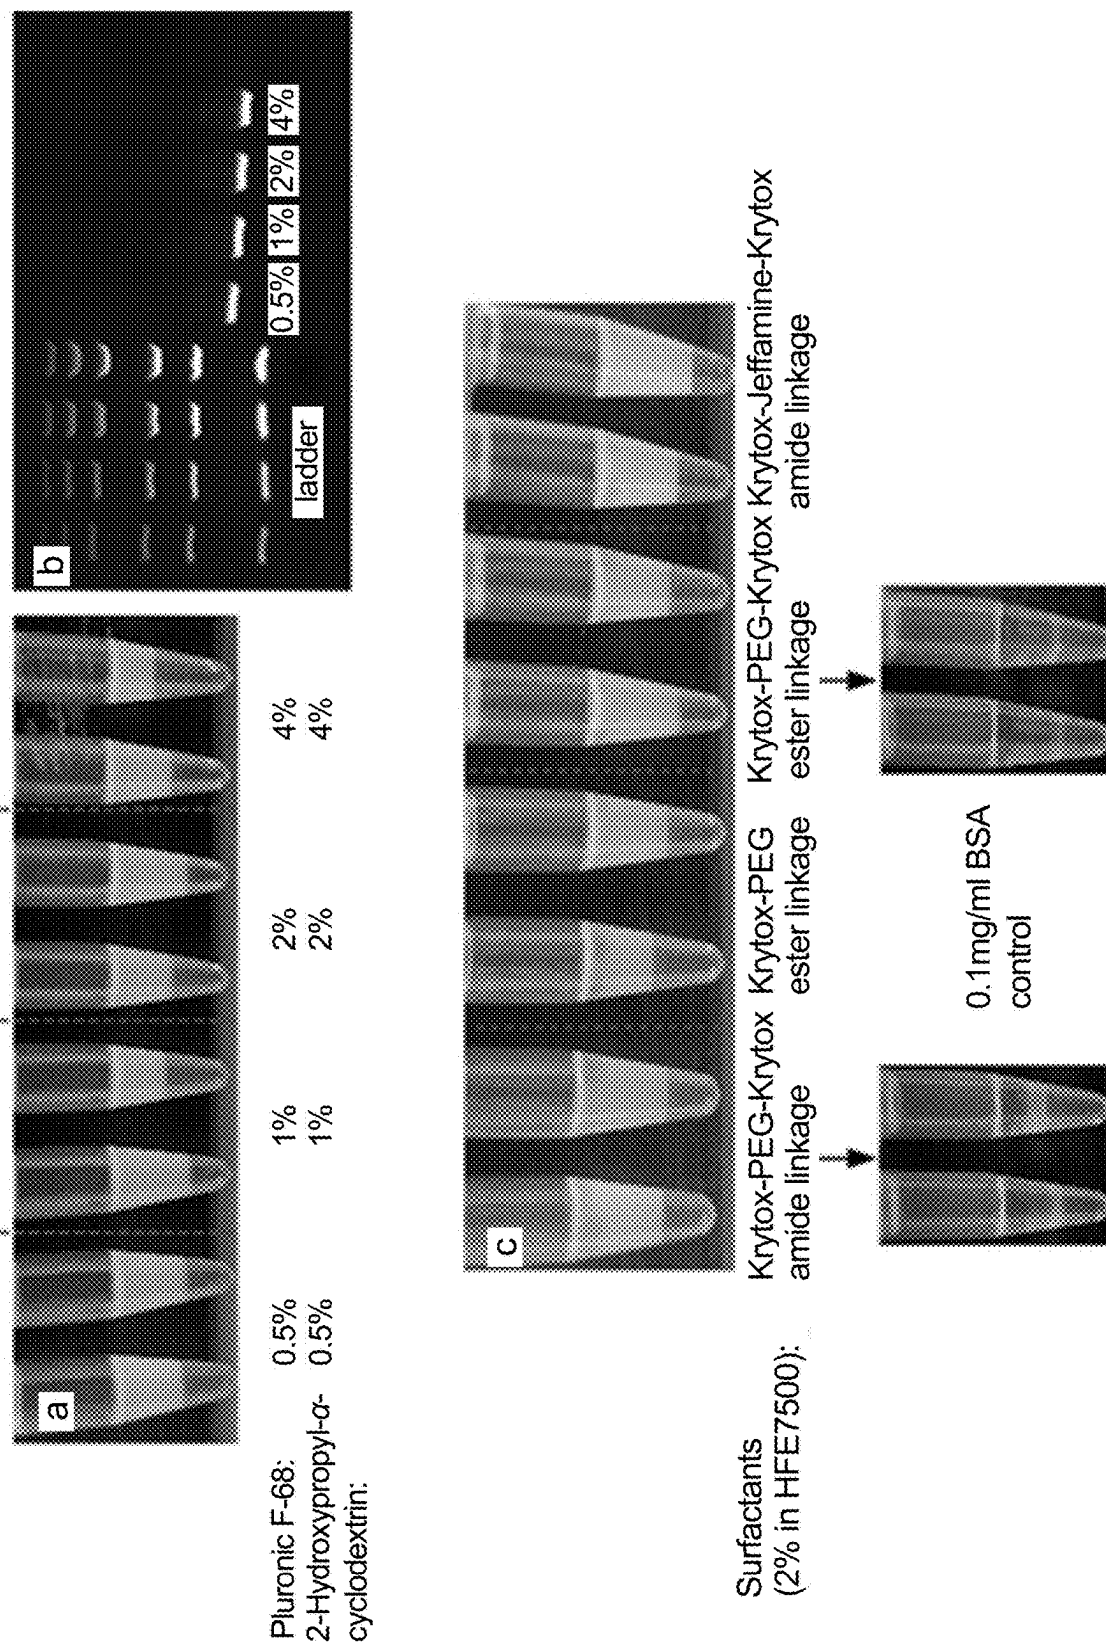 a
Pluronic F-68: 0.5% 1% 2% 4%
2-Hydroxypropyl-α- 0.5% 1% 2% 4%
cyclodextrin:
b
ladder
0.5% 1% 2% 4%
c
Surfactants
(2% in HFE7500):
Krytox-PEG-Krytox
amide linkage
Krytox-PEG
ester linkage
Krytox-PEG-Krytox
ester linkage
Krytox-Jeffamine-Krytox
amide linkage
0.1mg/ml BSA
control